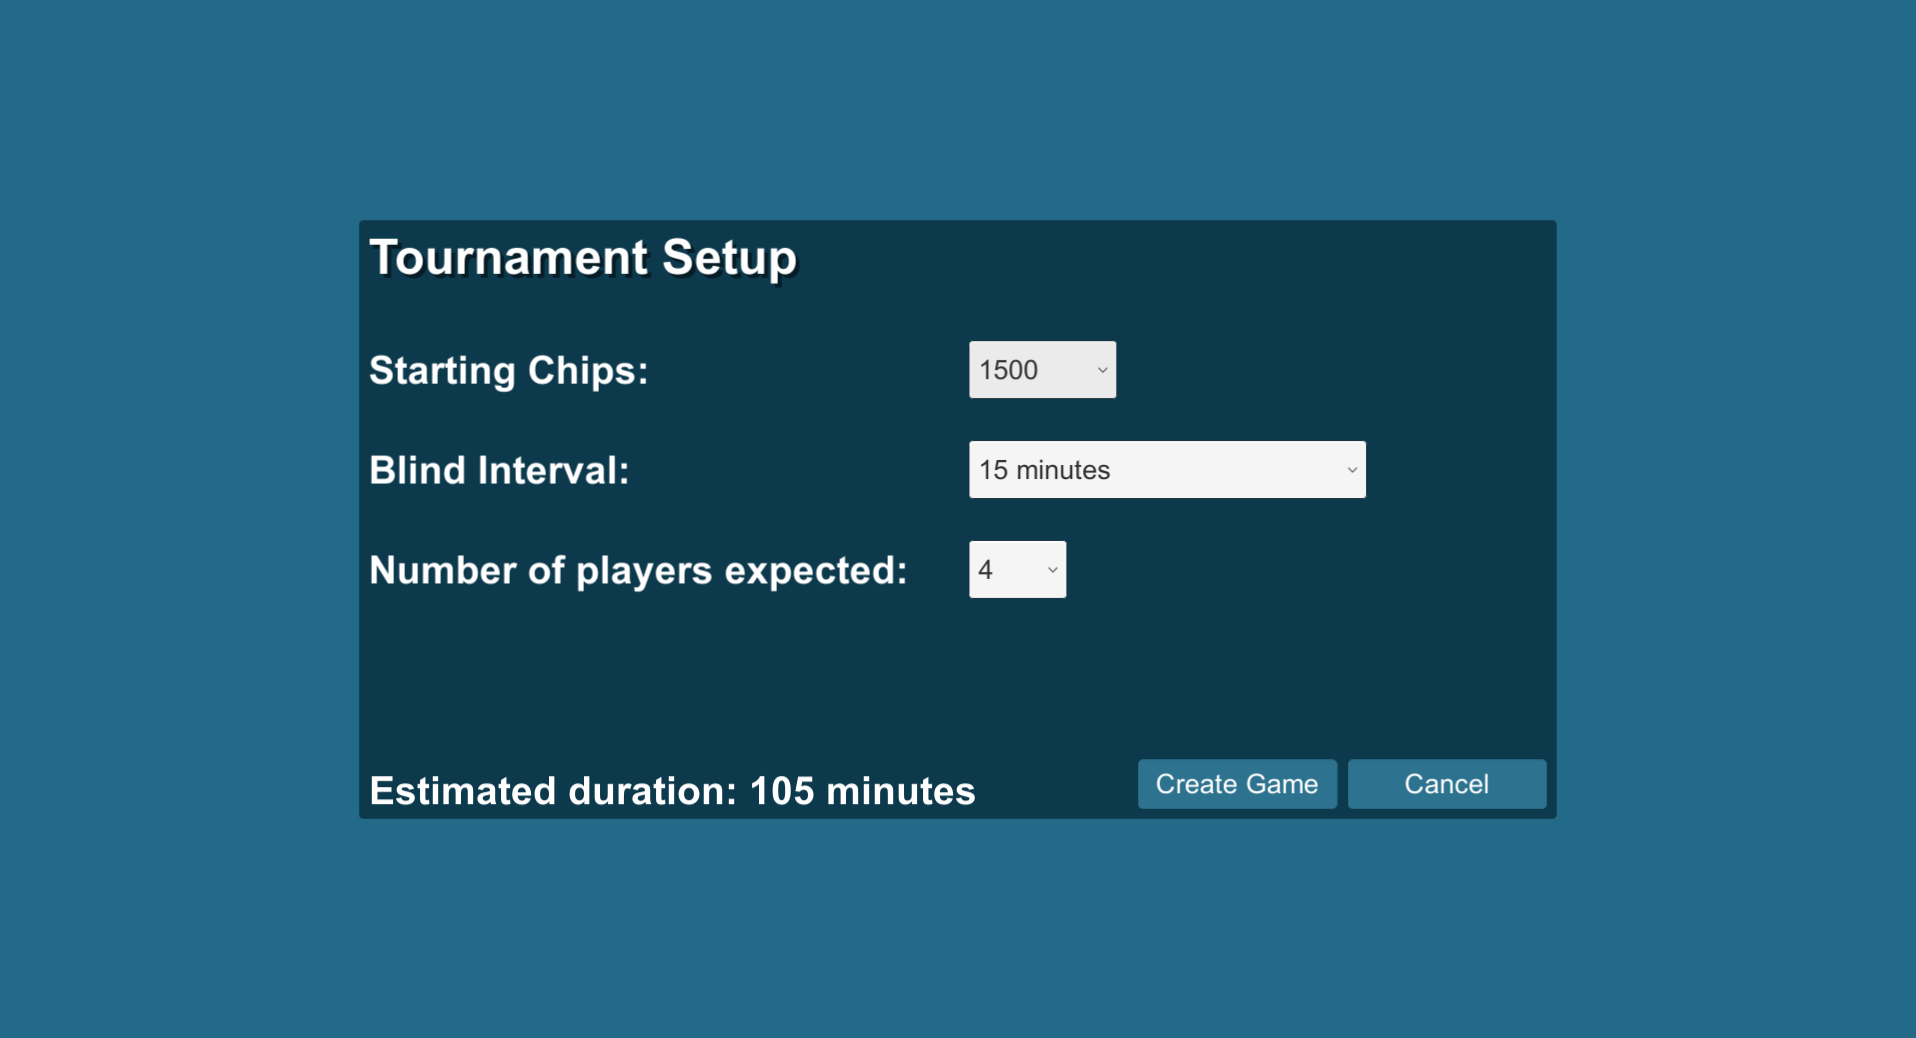 Tournament Setup
Starting Chips: 1500
Blind Interval: 15 minutes
Number of players expected: 4
Estimated duration: 105 minutes Create Game Cancel